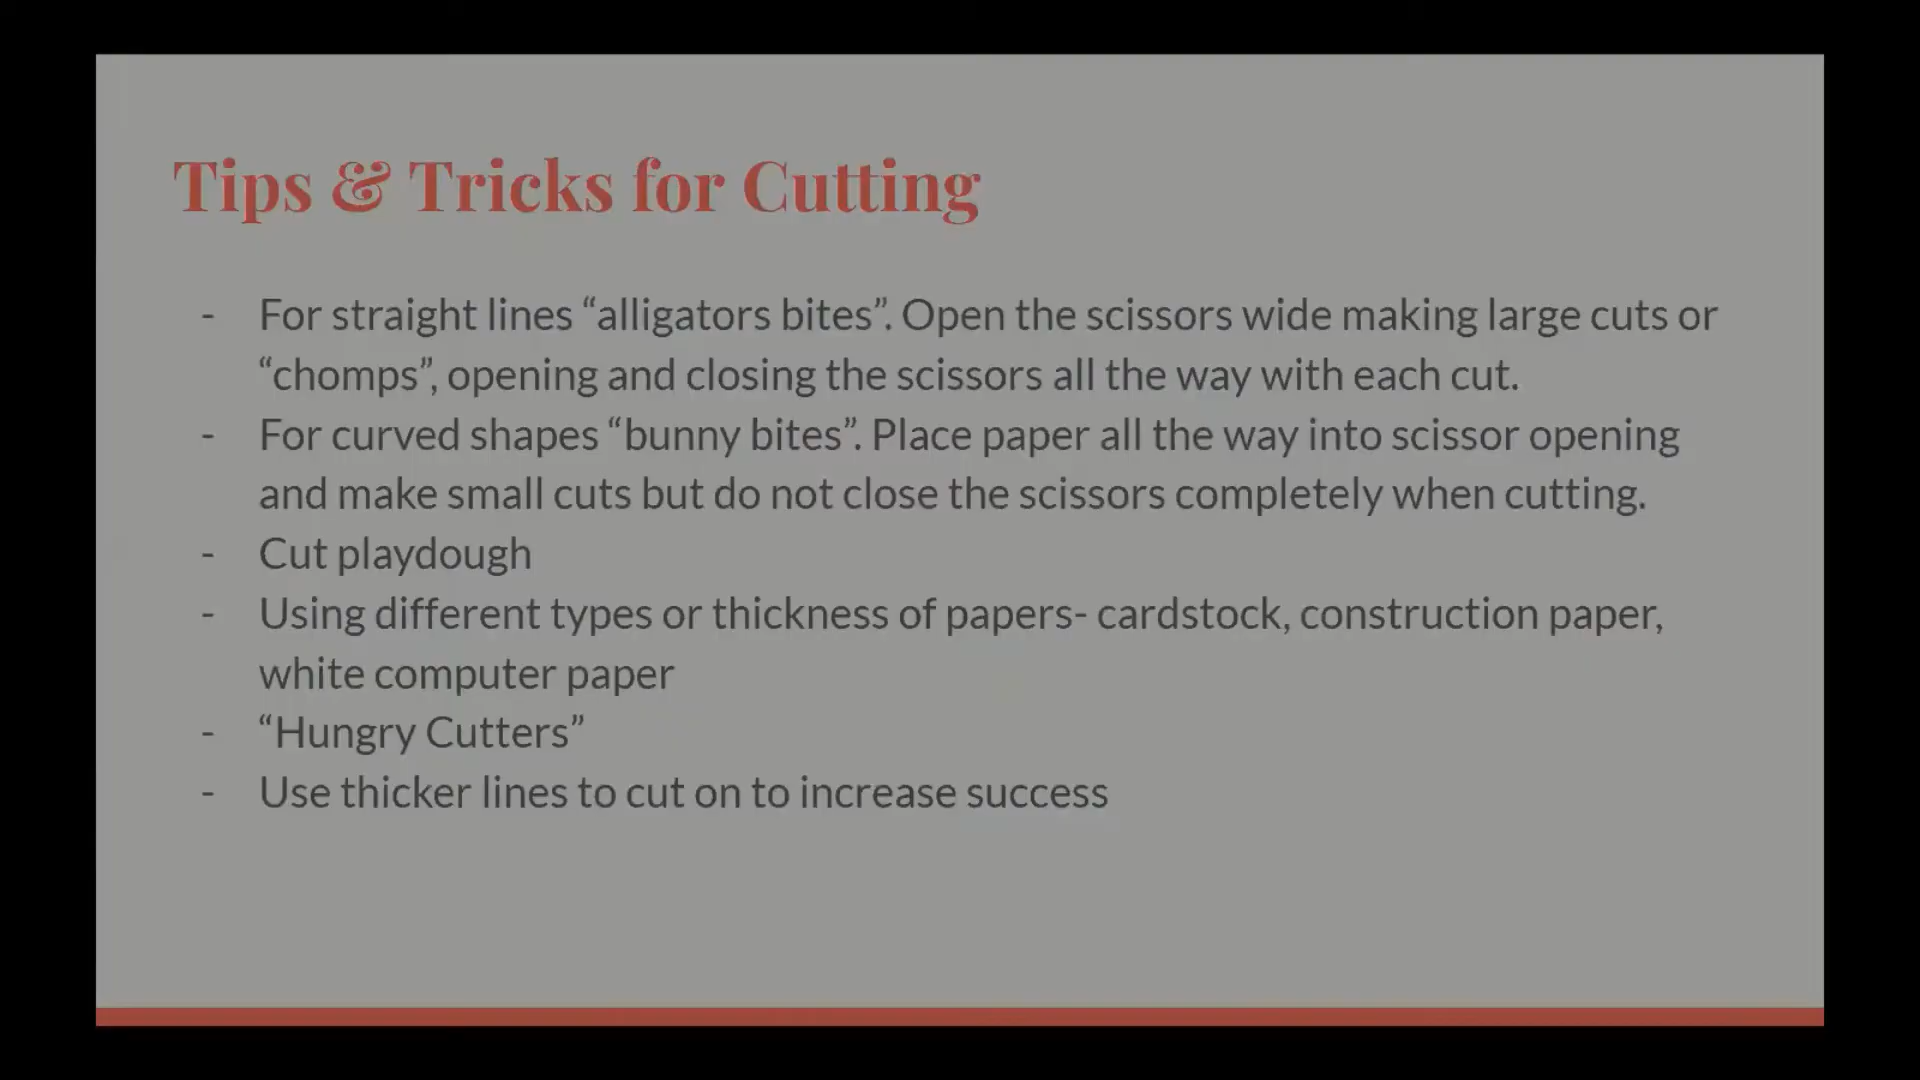 Tips & Tricks for Cutting
- For straight lines “alligators bites”. Open the scissors wide making large cuts or
“chomps”, opening and closing the scissors all the way with each cut.
- For curved shapes “bunny bites”. Place paper all the way into scissor opening
and make small cuts but do not close the scissors completely when cutting.
- Cut playdough
- Using different types or thickness of papers- cardstock, construction paper,
white computer paper
- “Hungry Cutters”
- Use thicker lines to cut on to increase success